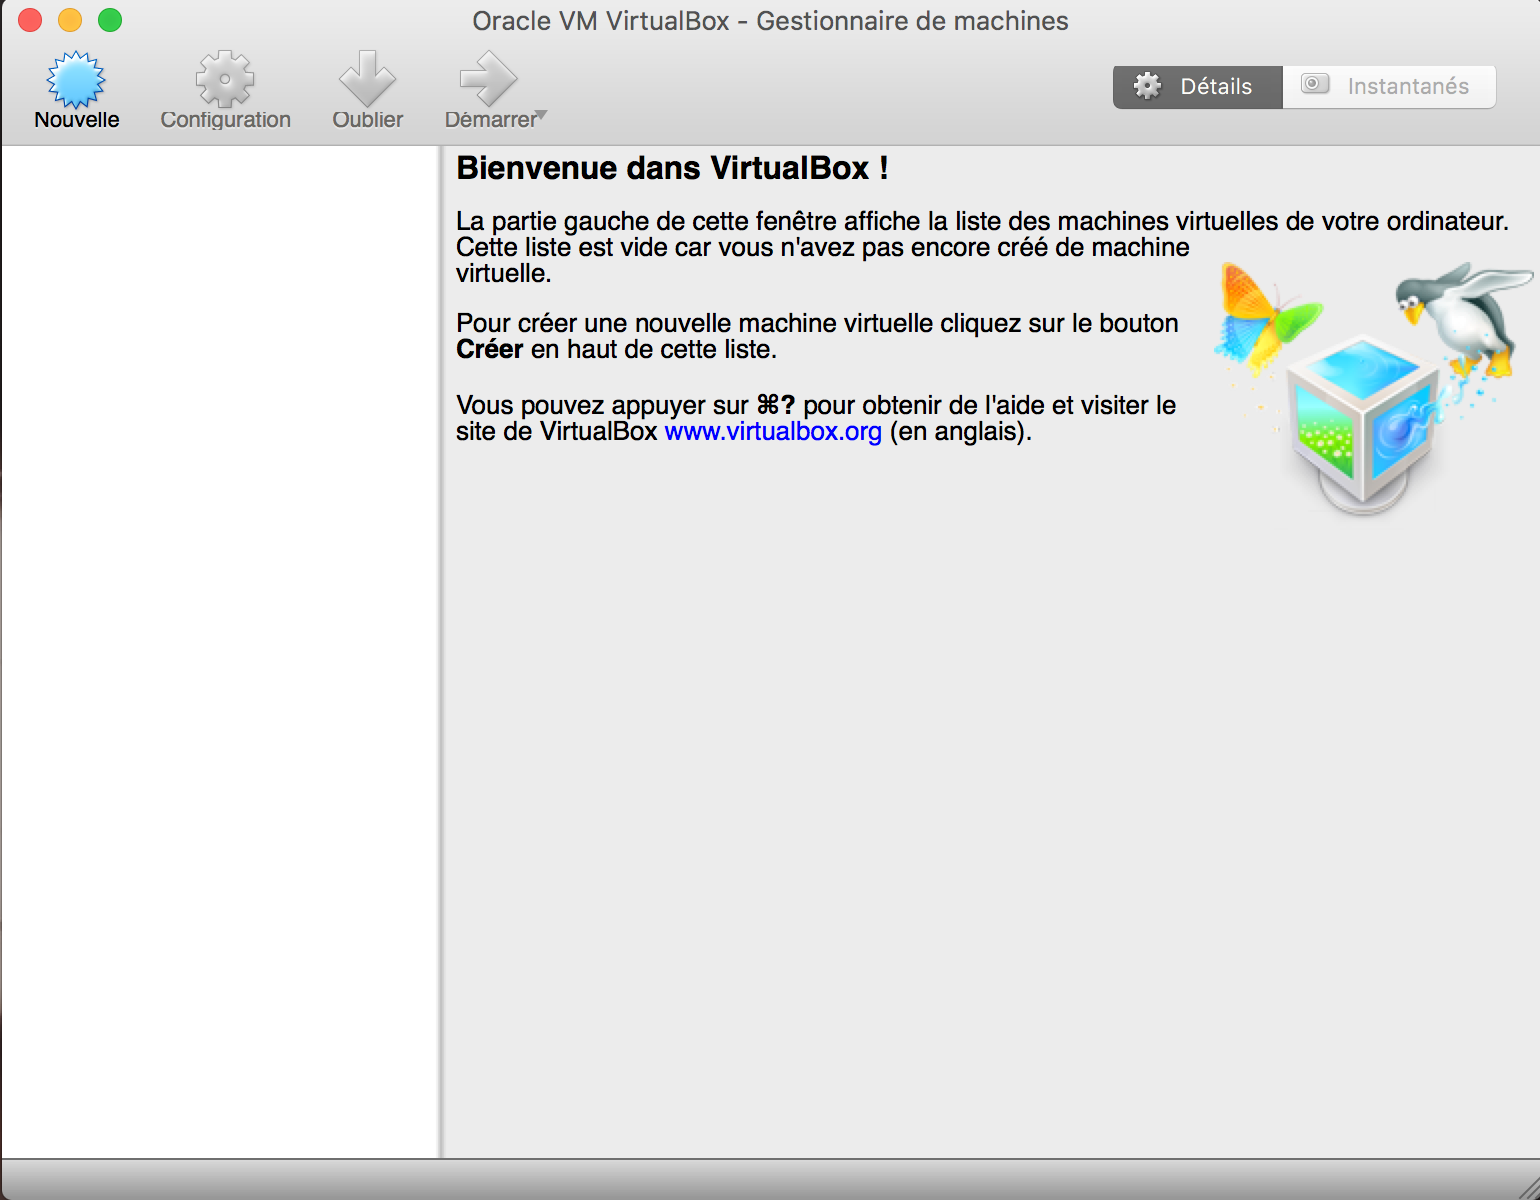 Oracle VM VirtualBox - Gestionnaire de machines
Nouvelle
Configuration
Oublier
Démarrer
Détails
Instantanés
Bienvenue dans VirtualBox !
La partie gauche de cette fenêtre affiche la liste des machines virtuelles de votre ordinateur.
Cette liste est vide car vous n'avez pas encore créé de machine
virtuelle.
Pour créer une nouvelle machine virtuelle cliquez sur le bouton
Créer en haut de cette liste.
Vous pouvez appuyer sur ⌘? pour obtenir de l'aide et visiter le
site de VirtualBox www.virtualbox.org (en anglais).